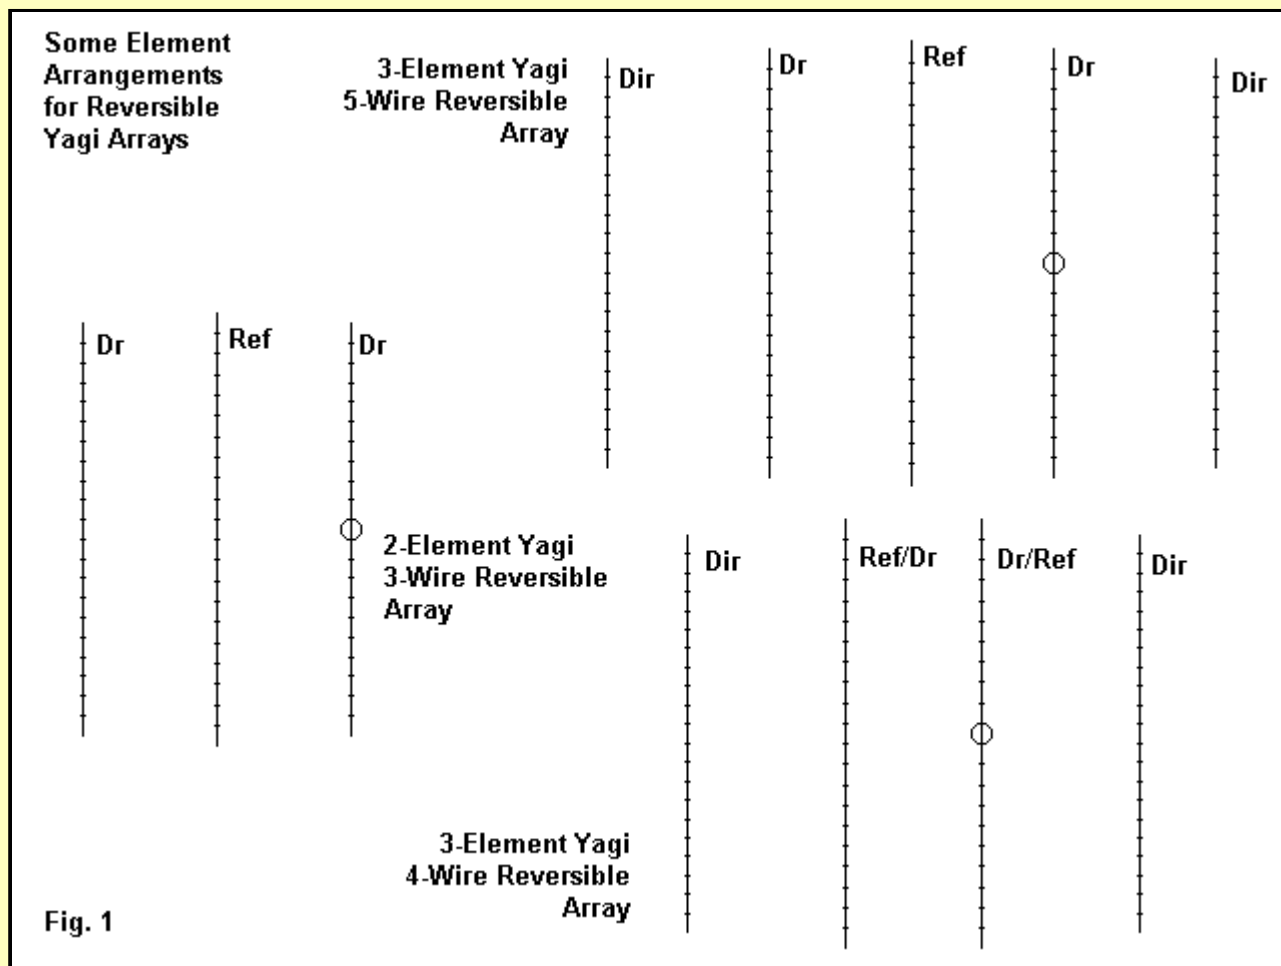 Some Element
Arrangements
for Reversible
Yagi Arrays
3-Element Yagi
5-Wire Reversible
Array
Dir
Dr
Ref
Dr
Dir
Dr
Ref
Dr
2-Element Yagi
3-Wire Reversible
Array
Dir
Ref/Dr
Dr/Ref
Dir
3-Element Yagi
4-Wire Reversible
Array
Fig. 1